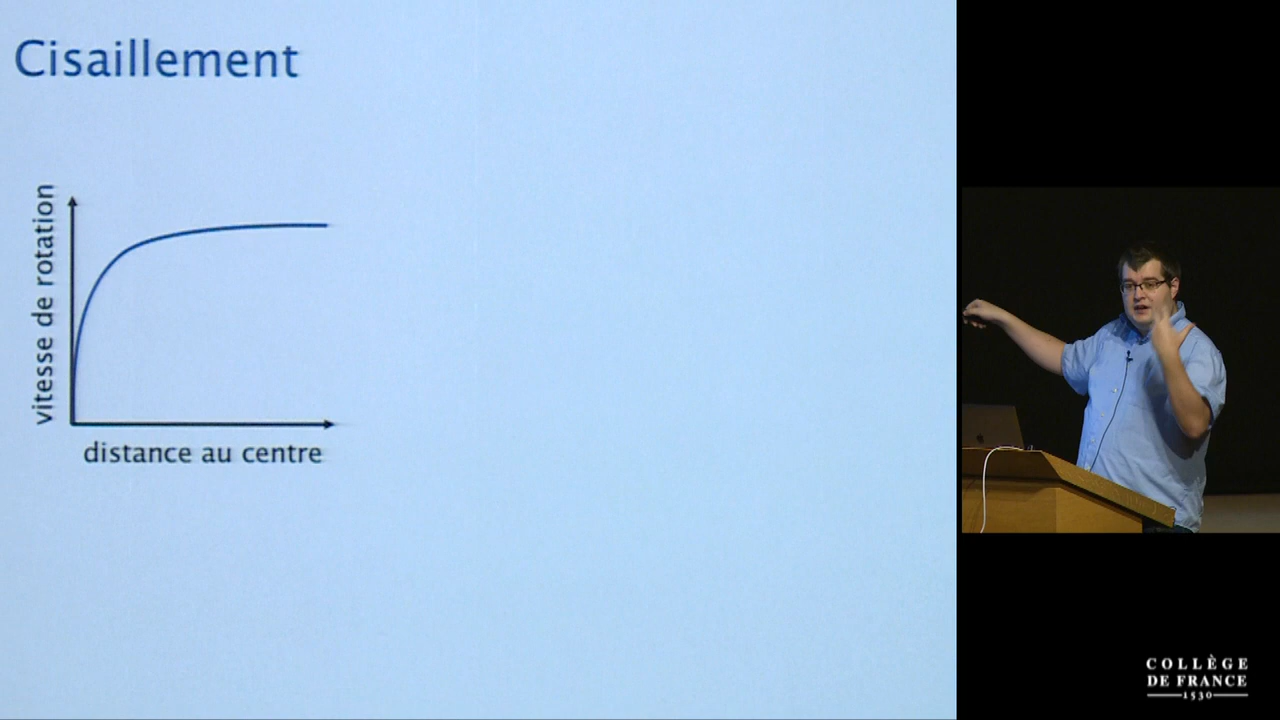 Cisaillement
vitesse de rotation
distance au centre
COLLÈGE
DE FRANCE
1530